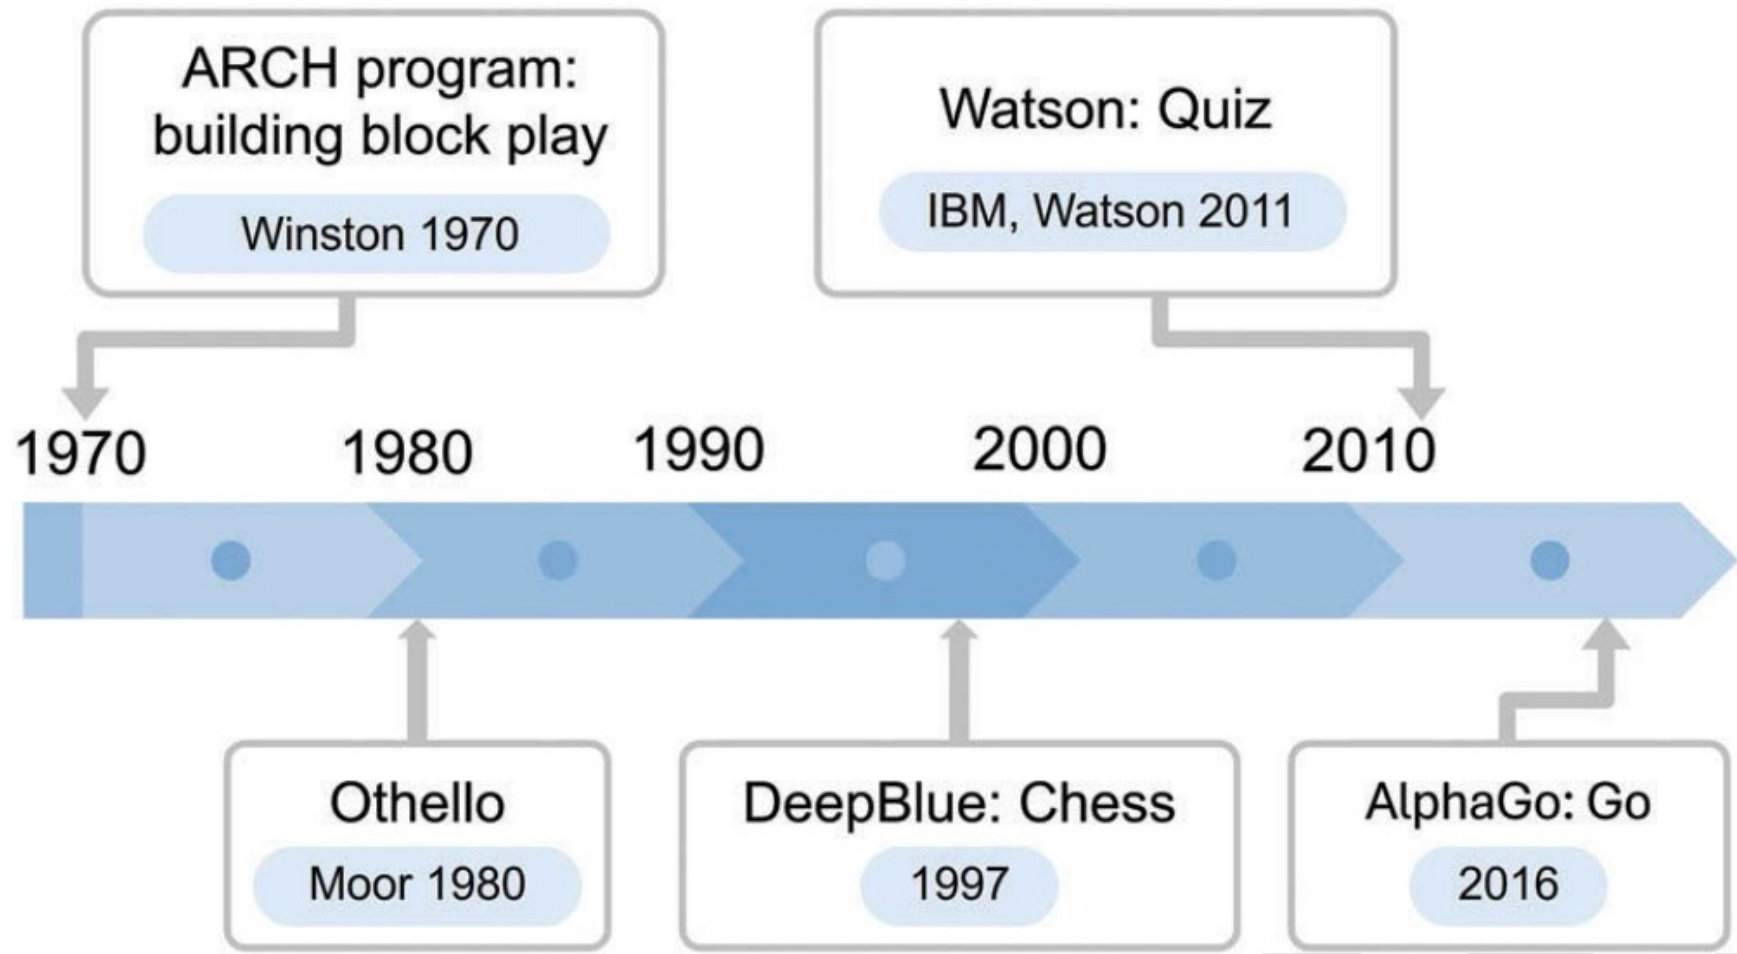 ARCH program:
building block play
Winston 1970
Watson: Quiz
IBM, Watson 2011
1970
1980
1990
2000
2010
Othello
Moor 1980
DeepBlue: Chess
1997
AlphaGo: Go
2016